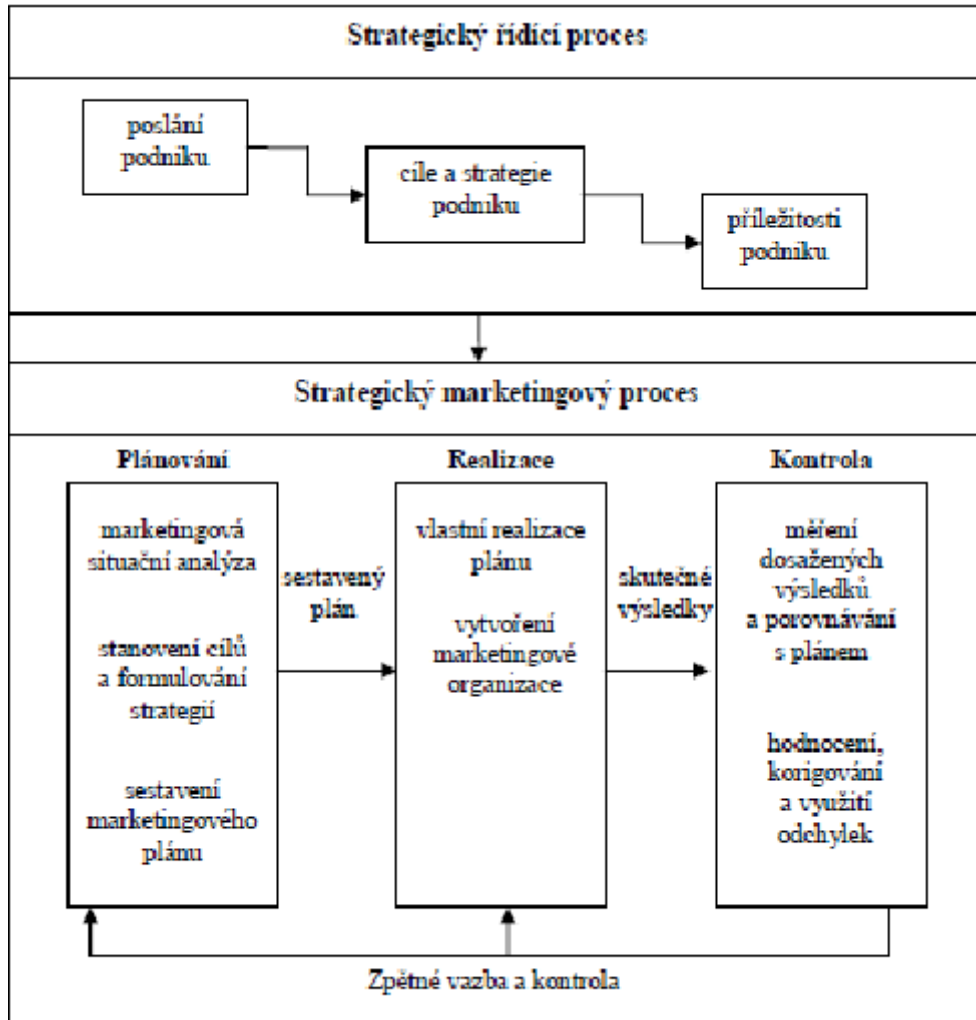 Strategický řídící proces
poslání
podniku
cíle a strategie
podniku
příležitosti
podniku
Strategický marketingový proces
Plánování
marketingová
situační analýza
stanovení cílů
a formulování
strategií
sestavení
marketingového
plánu
sestavený
plán
Realizace
vlastní realizace
plánu
vytvoření
marketingové
organizace
skutečné
výsledky
Kontrola
měření
dosažených
výsledků
a porovnávání
s plánem
hodnocení,
korigování
a využití
odchylek
Zpětné vazba a kontrola